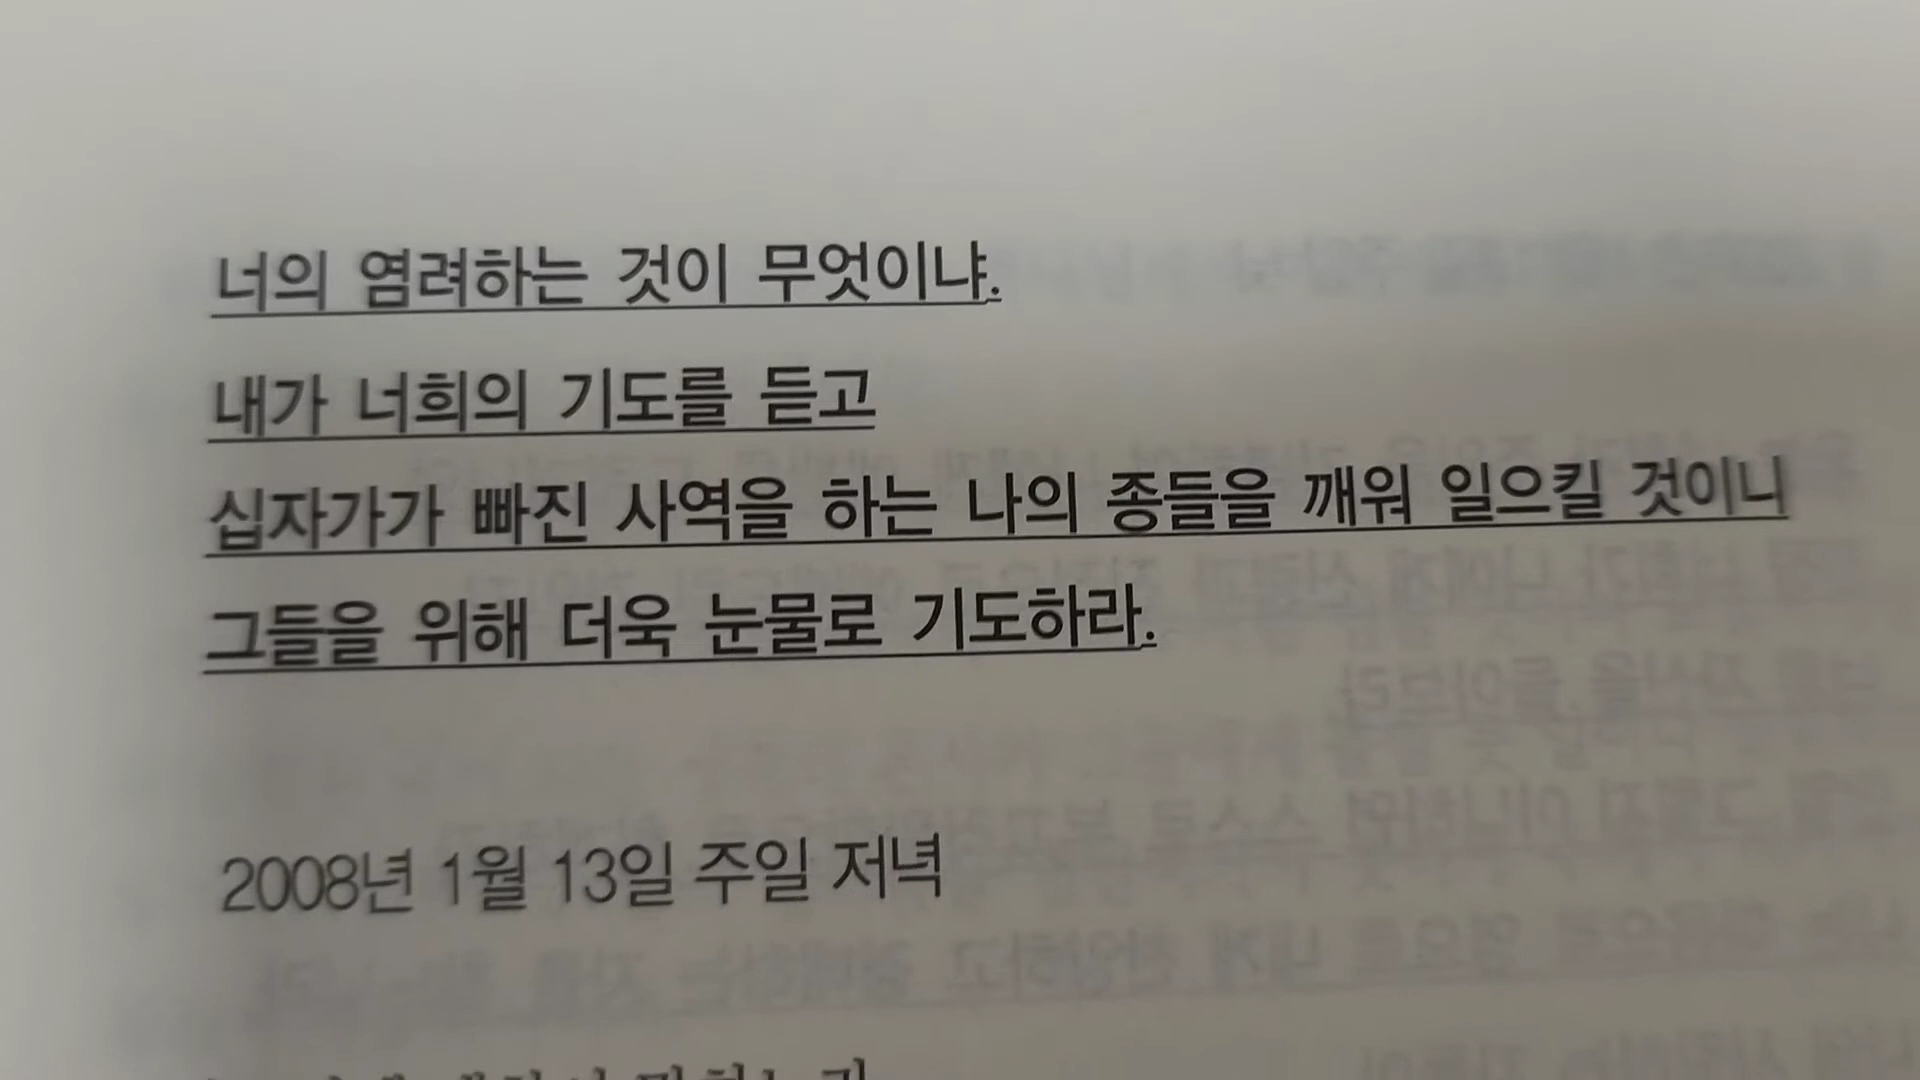 너의 염려하는 것이 무엇이냐.
내가 너희의 기도를 듣고
십자가가 빠진 사역을 하는 나의 종들을 깨워 일으킬 것이니
그들을 위해 더욱 눈물로 기도하라.
2008년 1월 13일 주일 저녁